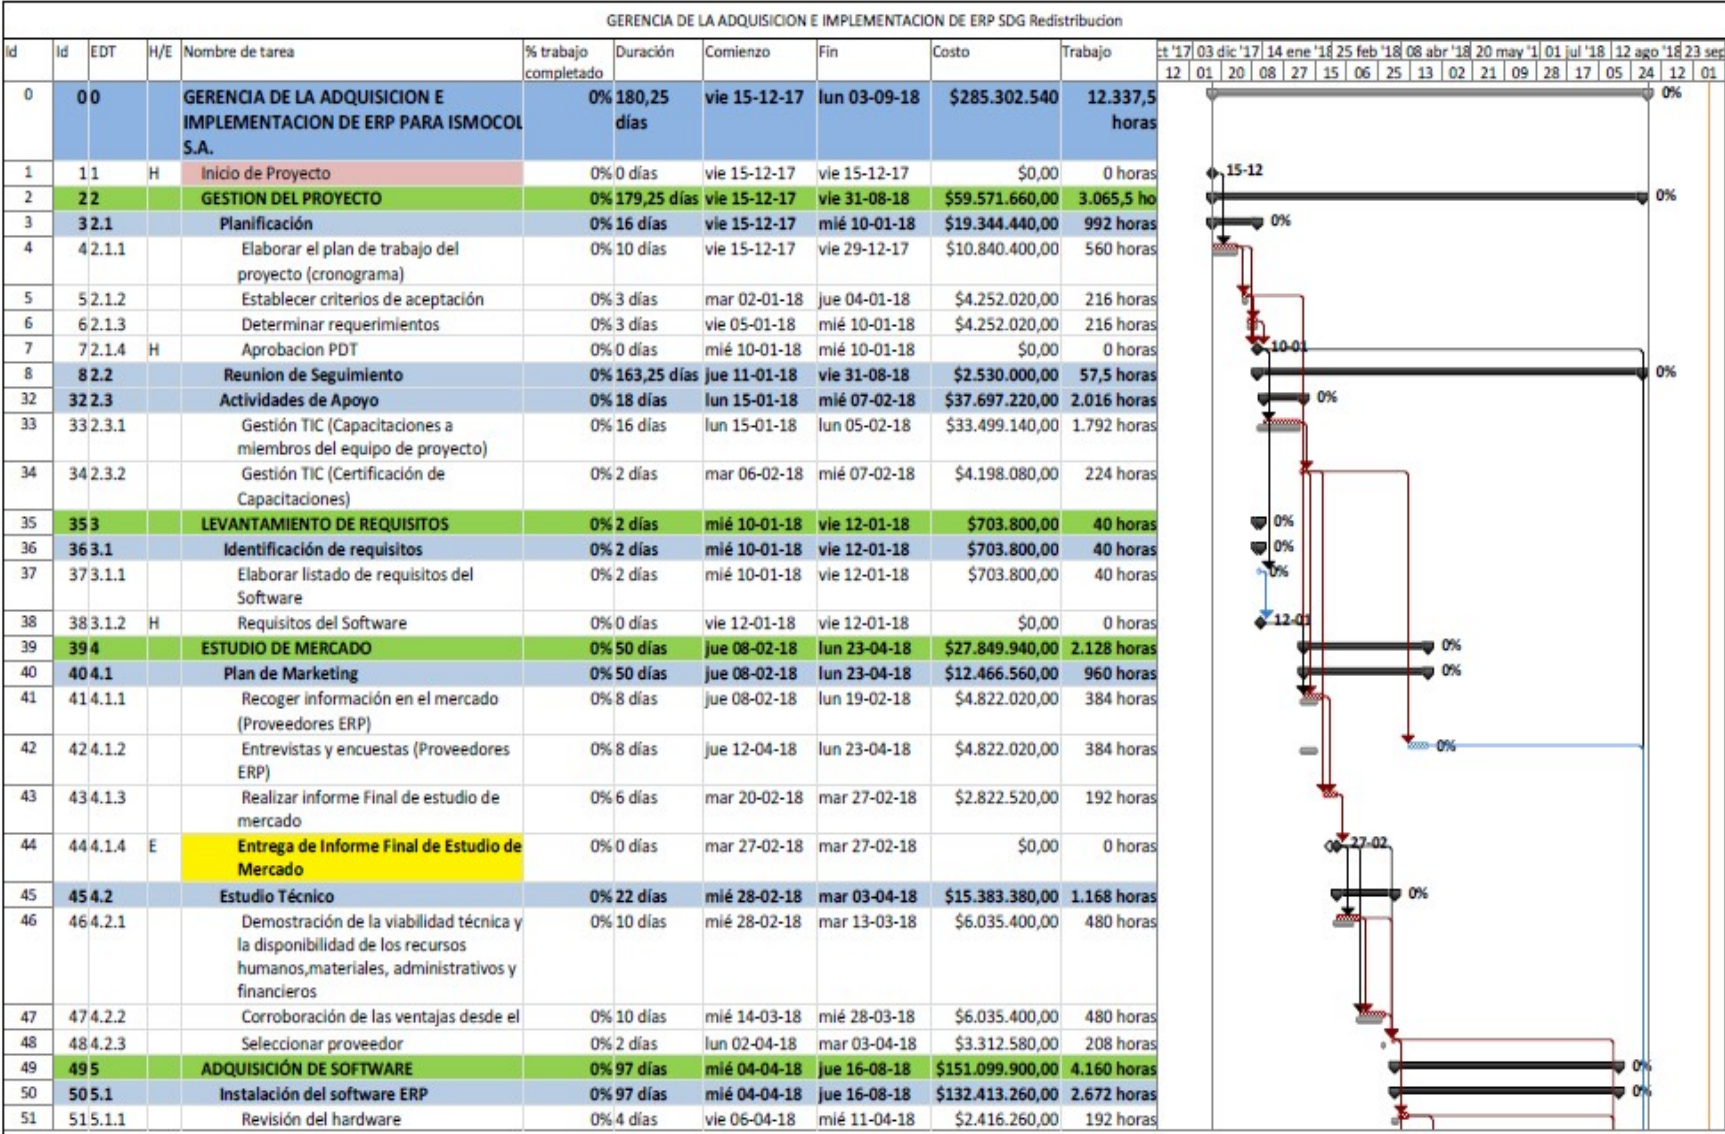 GERENCIA DE LA ADQUISICION E IMPLEMENTACION DE ERP SDG Redistribucion
Id Id EDT H/E Nombre de tarea % trabajo Duración Comienzo Fin Costo Trabajo ct '17 03 dic '17 14 ene '18 25 feb '18 08 abr '18 20 may '1 01 jul '18 12 ago '18 23 sep
completado 12 01 20 08 27 15 06 25 13 02 21 09 28 17 05 24 12 01
0 0 0 GERENCIA DE LA ADQUISICION E 0% 180,25 vie 15-12-17 lun 03-09-18 $285.302.540 12.337,5 0%
IMPLEMENTACION DE ERP PARA ISMOCOL días horas
S.A.
1 1 1 H Inicio de Proyecto 0% 0 días vie 15-12-17 vie 15-12-17 $0,00 0 horas 15-12
2 2 2 GESTION DEL PROYECTO 0% 179,25 días vie 15-12-17 vie 31-08-18 $59.571.660,00 3.065,5 ho 0%
3 3 2.1 Planificación 0% 16 días vie 15-12-17 mié 10-01-18 $19.344.440,00 992 horas 0%
4 4 2.1.1 Elaborar el plan de trabajo del 0% 10 días vie 15-12-17 vie 29-12-17 $10.840.400,00 560 horas
proyecto (cronograma)
5 5 2.1.2 Establecer criterios de aceptación 0% 3 días mar 02-01-18 jue 04-01-18 $4.252.020,00 216 horas
6 6 2.1.3 Determinar requerimientos 0% 3 días vie 05-01-18 mié 10-01-18 $4.252.020,00 216 horas
7 7 2.1.4 H Aprobacion PDT 0% 0 días mié 10-01-18 mié 10-01-18 $0,00 0 horas 10-01
8 8 2.2 Reunion de Seguimiento 0% 163,25 días jue 11-01-18 vie 31-08-18 $2.530.000,00 57,5 horas 0%
32 32 2.3 Actividades de Apoyo 0% 18 días lun 15-01-18 mié 07-02-18 $37.697.220,00 2.016 horas 0%
33 33 2.3.1 Gestión TIC (Capacitaciones a 0% 16 días lun 15-01-18 lun 05-02-18 $33.499.140,00 1.792 horas
miembros del equipo de proyecto)
34 34 2.3.2 Gestión TIC (Certificación de 0% 2 días mar 06-02-18 mié 07-02-18 $4.198.080,00 224 horas
Capacitaciones)
35 35 3 LEVANTAMIENTO DE REQUISITOS 0% 2 días mié 10-01-18 vie 12-01-18 $703.800,00 40 horas 0%
36 36 3.1 Identificación de requisitos 0% 2 días mié 10-01-18 vie 12-01-18 $703.800,00 40 horas 0%
37 37 3.1.1 Elaborar listado de requisitos del 0% 2 días mié 10-01-18 vie 12-01-18 $703.800,00 40 horas 0%
Software
38 38 3.1.2 H Requisitos del Software 0% 0 días vie 12-01-18 vie 12-01-18 $0,00 0 horas 12-01
39 39 4 ESTUDIO DE MERCADO 0% 50 días jue 08-02-18 lun 23-04-18 $27.849.940,00 2.128 horas 0%
40 40 4.1 Plan de Marketing 0% 50 días jue 08-02-18 lun 23-04-18 $12.466.560,00 960 horas 0%
41 41 4.1.1 Recoger información en el mercado 0% 8 días jue 08-02-18 lun 19-02-18 $4.822.020,00 384 horas
(Proveedores ERP)
42 42 4.1.2 Entrevistas y encuestas (Proveedores 0% 8 días jue 12-04-18 lun 23-04-18 $4.822.020,00 384 horas 0%
ERP)
43 43 4.1.3 Realizar informe Final de estudio de 0% 6 días mar 20-02-18 mar 27-02-18 $2.822.520,00 192 horas
mercado
44 44 4.1.4 E Entrega de Informe Final de Estudio de 0% 0 días mar 27-02-18 mar 27-02-18 $0,00 0 horas 27-02
Mercado
45 45 4.2 Estudio Técnico 0% 22 días mié 28-02-18 mar 03-04-18 $15.383.380,00 1.168 horas 0%
46 46 4.2.1 Demostración de la viabilidad técnica y 0% 10 días mié 28-02-18 mar 13-03-18 $6.035.400,00 480 horas
la disponibilidad de los recursos
humanos,materiales, administrativos y
financieros
47 47 4.2.2 Corroboración de las ventajas desde el 0% 10 días mié 14-03-18 mié 28-03-18 $6.035.400,00 480 horas
48 48 4.2.3 Seleccionar proveedor 0% 2 días lun 02-04-18 mar 03-04-18 $3.312.580,00 208 horas
49 49 5 ADQUISICIÓN DE SOFTWARE 0% 97 días mié 04-04-18 jue 16-08-18 $151.099.900,00 4.160 horas 0%
50 50 5.1 Instalación del software ERP 0% 97 días mié 04-04-18 jue 16-08-18 $132.413.260,00 2.672 horas 0%
51 51 5.1.1 Revisión del hardware 0% 4 días vie 06-04-18 mié 11-04-18 $2.416.260,00 192 horas